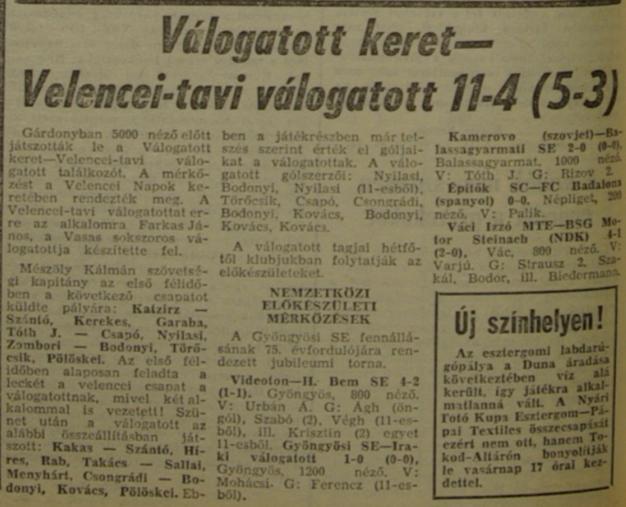 Válogatott keret—
Velencei-tavi válogatott 11-4 (5-3)
Gárdonyban 5000 néző előtt
játszották le a Válogatott
keret—Velencei-tavi válo-
gatott találkozót. A mérkő-
zést a Velencei Napok ke-
retében rendezték meg. A
Velencei-tavi válogatottat er-
re az alkalomra Farkas Já-
nos, a Vasas sokszoros vá-
logatottja készítette fel.
Mészöly Kálmán szövetsé-
gi kapitány az első félidő-
ben a következő csapatot
küldte pályára: Katzirz —
Szántó, Kerekes, Garaba,
Tóth J. — Csapó, Nyilasi,
Zombori — Bodonyi, Törő-
csik, Pölöskei. Az első fél-
időben alaposan feladta a
leckét a velencei csapat a
válogatottnak, mivel két al-
kalommal is vezetett! Szü-
net után a válogatott az
alábbi összeállításban ját-
szott: Kakas — Szántó, Hí-
res, Rab, Takács — Sallai,
Menyhárt, Csongrádi — Bo-
donyi, Kovács, Pölöskei. Eb-
ben a játékrészben már tet-
szés szerint érték el góljai-
kat a válogatottak. A válo-
gatott gólszerzői: Nyilasi,
Bodonyi, Nyilasi (11-esből),
Törőcsik, Csapó, Csongrádi,
Bodonyi, Kovács, Bodonyi,
Kovács, Kovács.
A válogatott tagjai hétfő-
től klubjukban folytatják az
előkészületeket.
NEMZETKÖZI
ELŐKÉSZÜLETI
MÉRKŐZÉSEK
A Gyöngyösi SE fennállá-
sának 75. évfordulójára ren-
dezett jubileumi torna.
Videoton—H. Bem SE 4-2
(1-1). Gyöngyös, 800 néző.
V: Urbán Á. G: Ágh (ön-
gól), Szabó (2), Végh (11-es-
ből), ill. Krisztin (2) egyet
11-esből. Gyöngyösi SE—Ira-
ki válogatott 1-0 (0-0),
Gyöngyös, 1200 néző. V:
Mohácsi. G: Ferencz (11-es-
ből).
Kamerovo (szovjet)—Ba-
lassagyarmati SE 2-0 (0-0),
Balassagyarmat, 1000 néző.
V: Tóth J. G: Rizov 2.
Építők SC—FC Badalona
(spanyol) 0-0. Népliget, 200
néző. V: Palik.
Váci Izzó MTE—BSG Mo-
tor Steinach (NDK) 4-1
(2-0), Vác, 800 néző. V:
Varjú. G: Strausz 2, Sza-
kál, Bodor, ill. Biedermann.
Új színhelyen!
Az esztergomi labdarú-
gópálya a Duna áradása
következtében víz alá
került, így játékra alkal-
matlanná vált. A Nyári
Totó Kupa Esztergom—Pá-
pai Textiles összecsapását
ezért nem ott, hanem To-
kod-Altárón bonyolítják
le vasárnap 17 órai kez-
dettel.